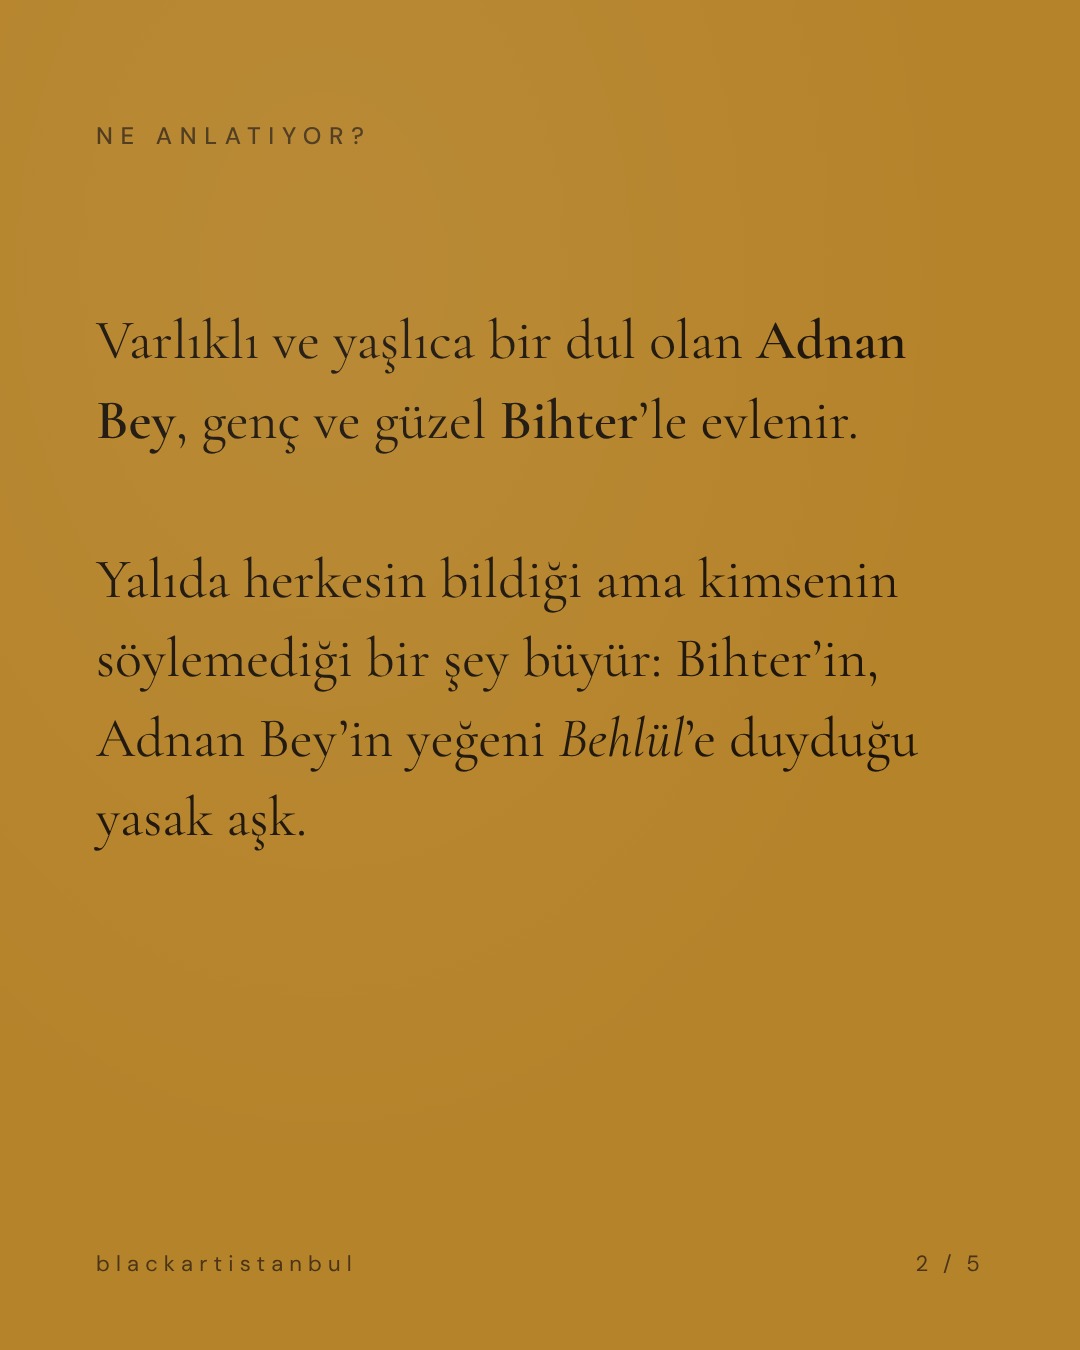 NE ANLATIYOR?
Varlıklı ve yaşlıca bir dul olan Adnan
Bey, genç ve güzel Bihter’le evlenir.
Yalıda herkesin bildiği ama kimsenin
söylemediği bir şey büyür: Bihter’in,
Adnan Bey’in yeğeni Behlül’e duyduğu
yasak aşk.
blackartistanbul
2 / 5